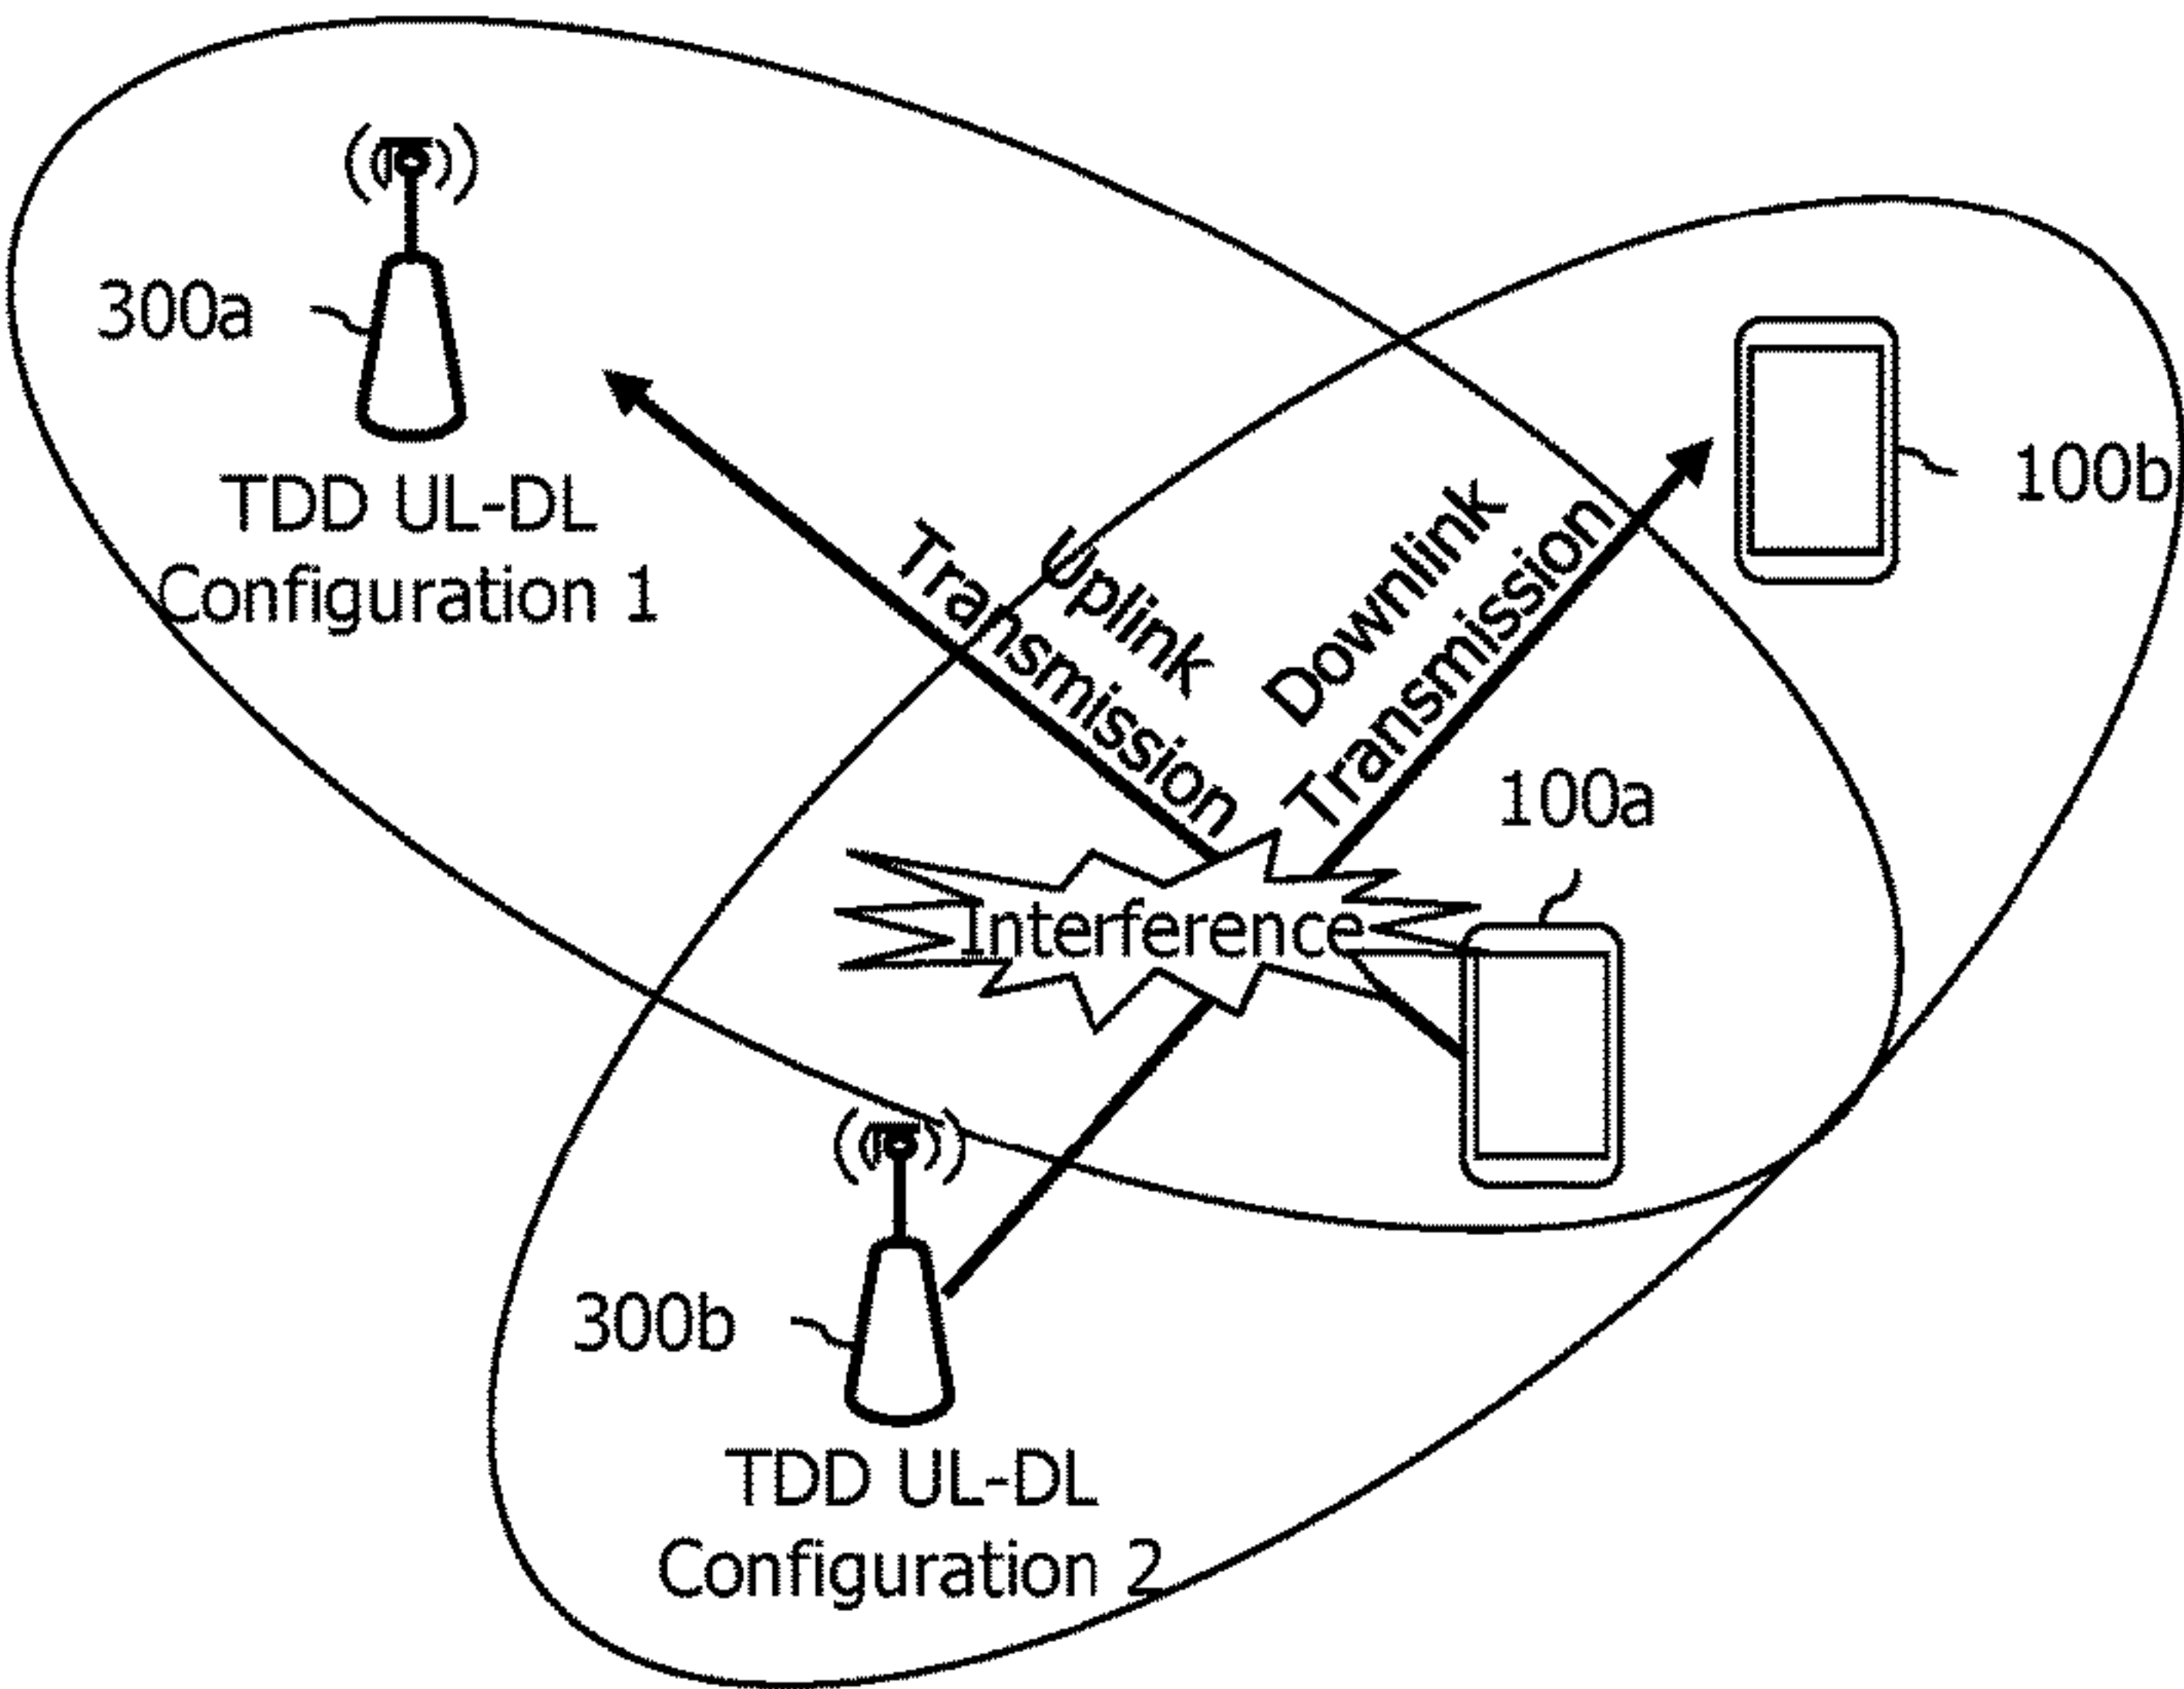 300a
TDD UL-DL
Configuration 1
Uplink
Transmission
Downlink
Transmission
100b
100a
Interference
300b
TDD UL-DL
Configuration 2